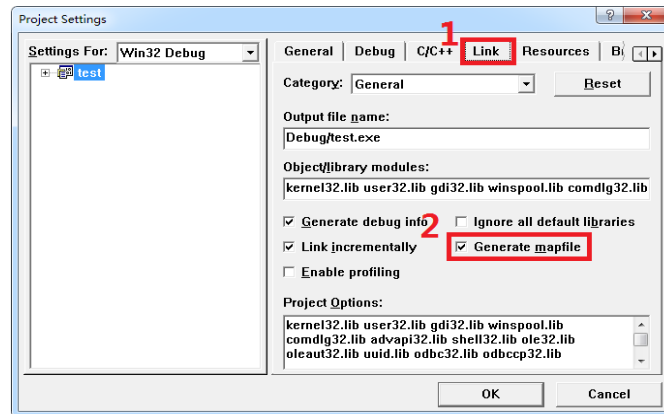 Project Settings
Settings For: Win32 Debug
test
1
General Debug C/C++ Link Resources
Category: General
Reset
Output file name:
Debug/test.exe
Object/library modules:
kernel32.lib user32.lib gdi32.lib winspool.lib comdlg32.lib
2
Generate debug info Ignore all default libraries
Link incrementally Generate mapfile
Enable profiling
Project Options:
kernel32.lib user32.lib gdi32.lib winspool.lib
comdlg32.lib advapi32.lib shell32.lib ole32.lib
oleaut32.lib uuid.lib odbc32.lib odbccp32.lib
OK Cancel